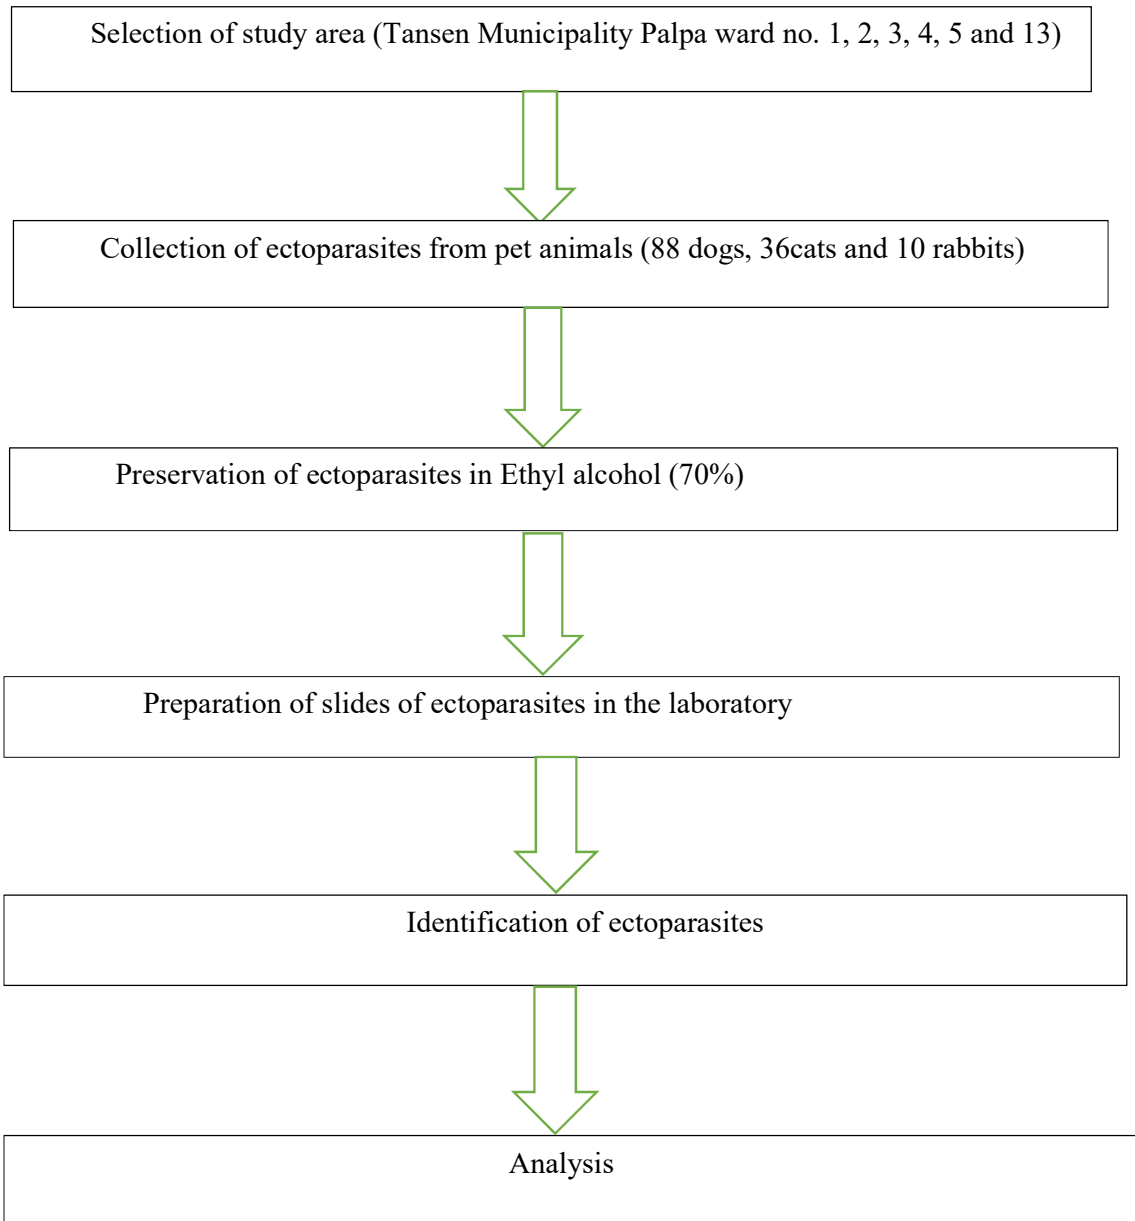 Selection of study area (Tansen Municipality Palpa ward no. 1, 2, 3, 4, 5 and 13)
Collection of ectoparasites from pet animals (88 dogs, 36cats and 10 rabbits)
Preservation of ectoparasites in Ethyl alcohol (70%)
Preparation of slides of ectoparasites in the laboratory
Identification of ectoparasites
Analysis